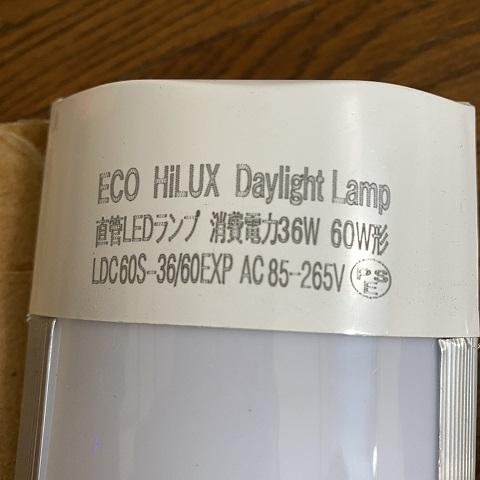 ECO HiLUX Daylight Lamp
直管LEDランプ 消費電力36W 60W形
LDC60S-36/60EXP AC 85-265V PSE